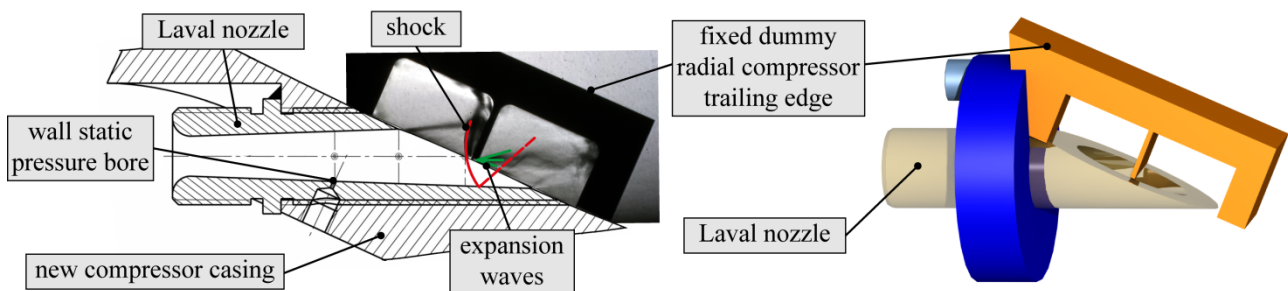 Laval nozzle
shock
fixed dummy
radial compressor
trailing edge
wall static
pressure bore
new compressor casing
expansion
waves
Laval nozzle